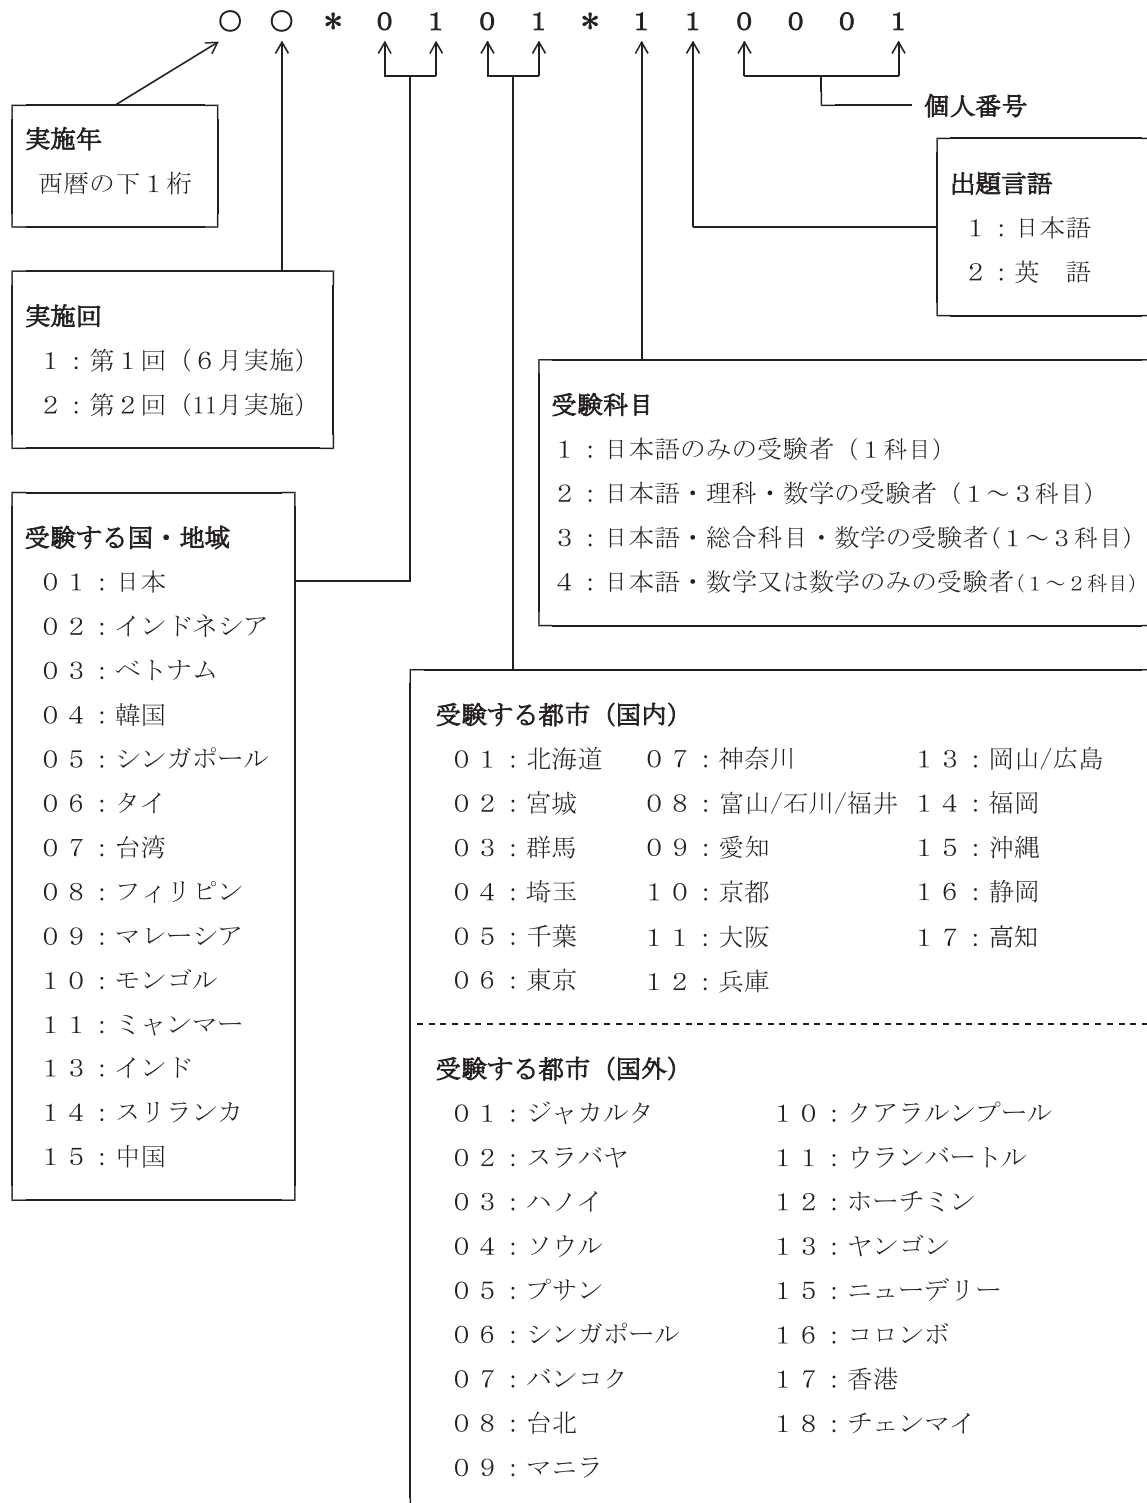 ○ ○ * 0 1 0 1 * 1 1 0 0 0 1
個人番号
実施年
西暦の下1桁
出題言語
1:日本語
2:英 語
実施回
1:第1回(6月実施)
2:第2回(11月実施)
受験科目
1:日本語のみの受験者(1科目)
2:日本語・理科・数学の受験者(1~3科目)
3:日本語・総合科目・数学の受験者(1~3科目)
4:日本語・数学又は数学のみの受験者(1~2科目)
受験する国・地域
01:日本
02:インドネシア
03:ベトナム
04:韓国
05:シンガポール
06:タイ
07:台湾
08:フィリピン
09:マレーシア
10:モンゴル
11:ミャンマー
13:インド
14:スリランカ
15:中国
受験する都市(国内)
01:北海道 07:神奈川 13:岡山/広島
02:宮城 08:富山/石川/福井 14:福岡
03:群馬 09:愛知 15:沖縄
04:埼玉 10:京都 16:静岡
05:千葉 11:大阪 17:高知
06:東京 12:兵庫
受験する都市(国外)
01:ジャカルタ 10:クアラルンプール
02:スラバヤ 11:ウランバートル
03:ハノイ 12:ホーチミン
04:ソウル 13:ヤンゴン
05:プサン 15:ニューデリー
06:シンガポール 16:コロンボ
07:バンコク 17:香港
08:台北 18:チェンマイ
09:マニラ